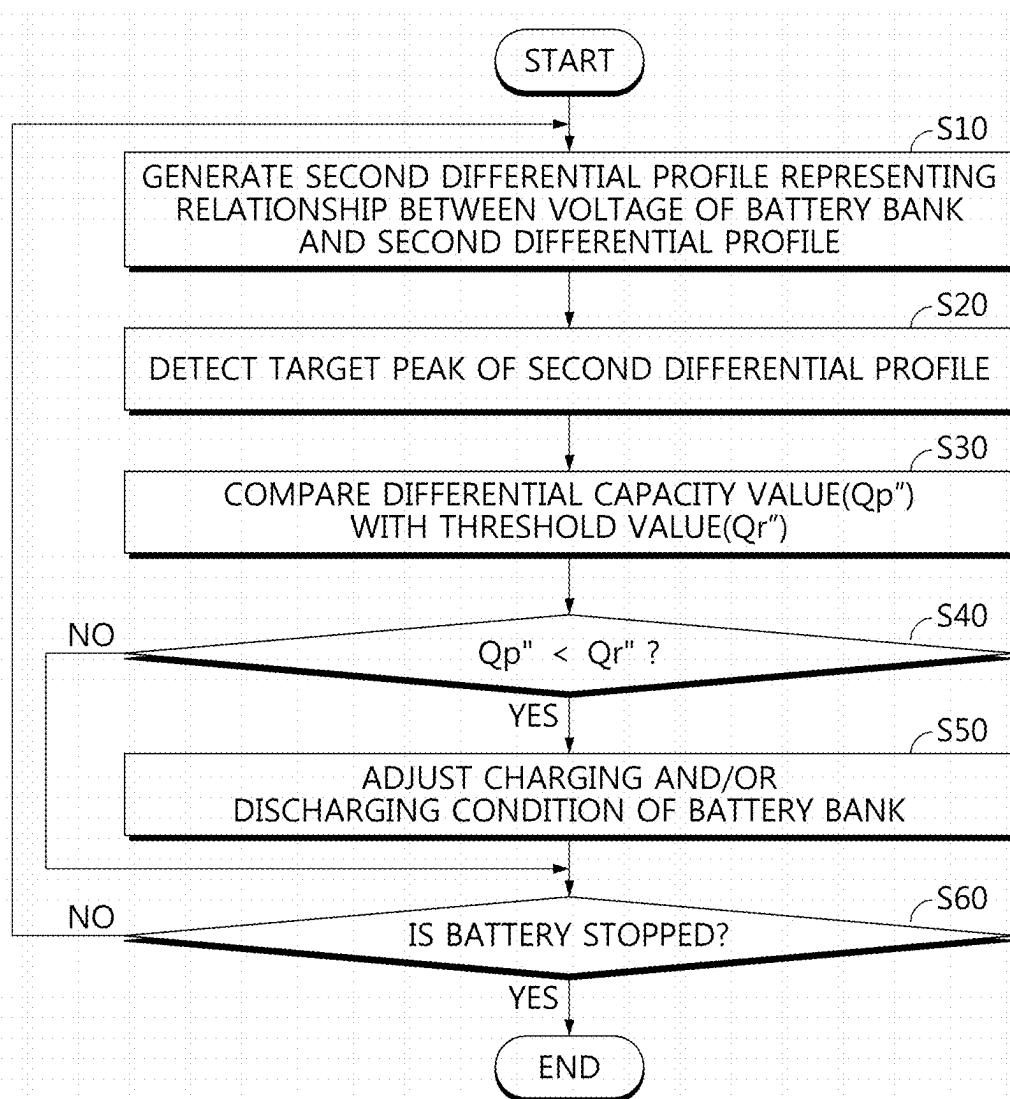 START
S10
GENERATE SECOND DIFFERENTIAL PROFILE REPRESENTING
RELATIONSHIP BETWEEN VOLTAGE OF BATTERY BANK
AND SECOND DIFFERENTIAL PROFILE
S20
DETECT TARGET PEAK OF SECOND DIFFERENTIAL PROFILE
S30
COMPARE DIFFERENTIAL CAPACITY VALUE(Qp")
WITH THRESHOLD VALUE(Qr")
S40
NO
Qp" < Qr" ?
YES
S50
ADJUST CHARGING AND/OR
DISCHARGING CONDITION OF BATTERY BANK
S60
NO
IS BATTERY STOPPED?
YES
END